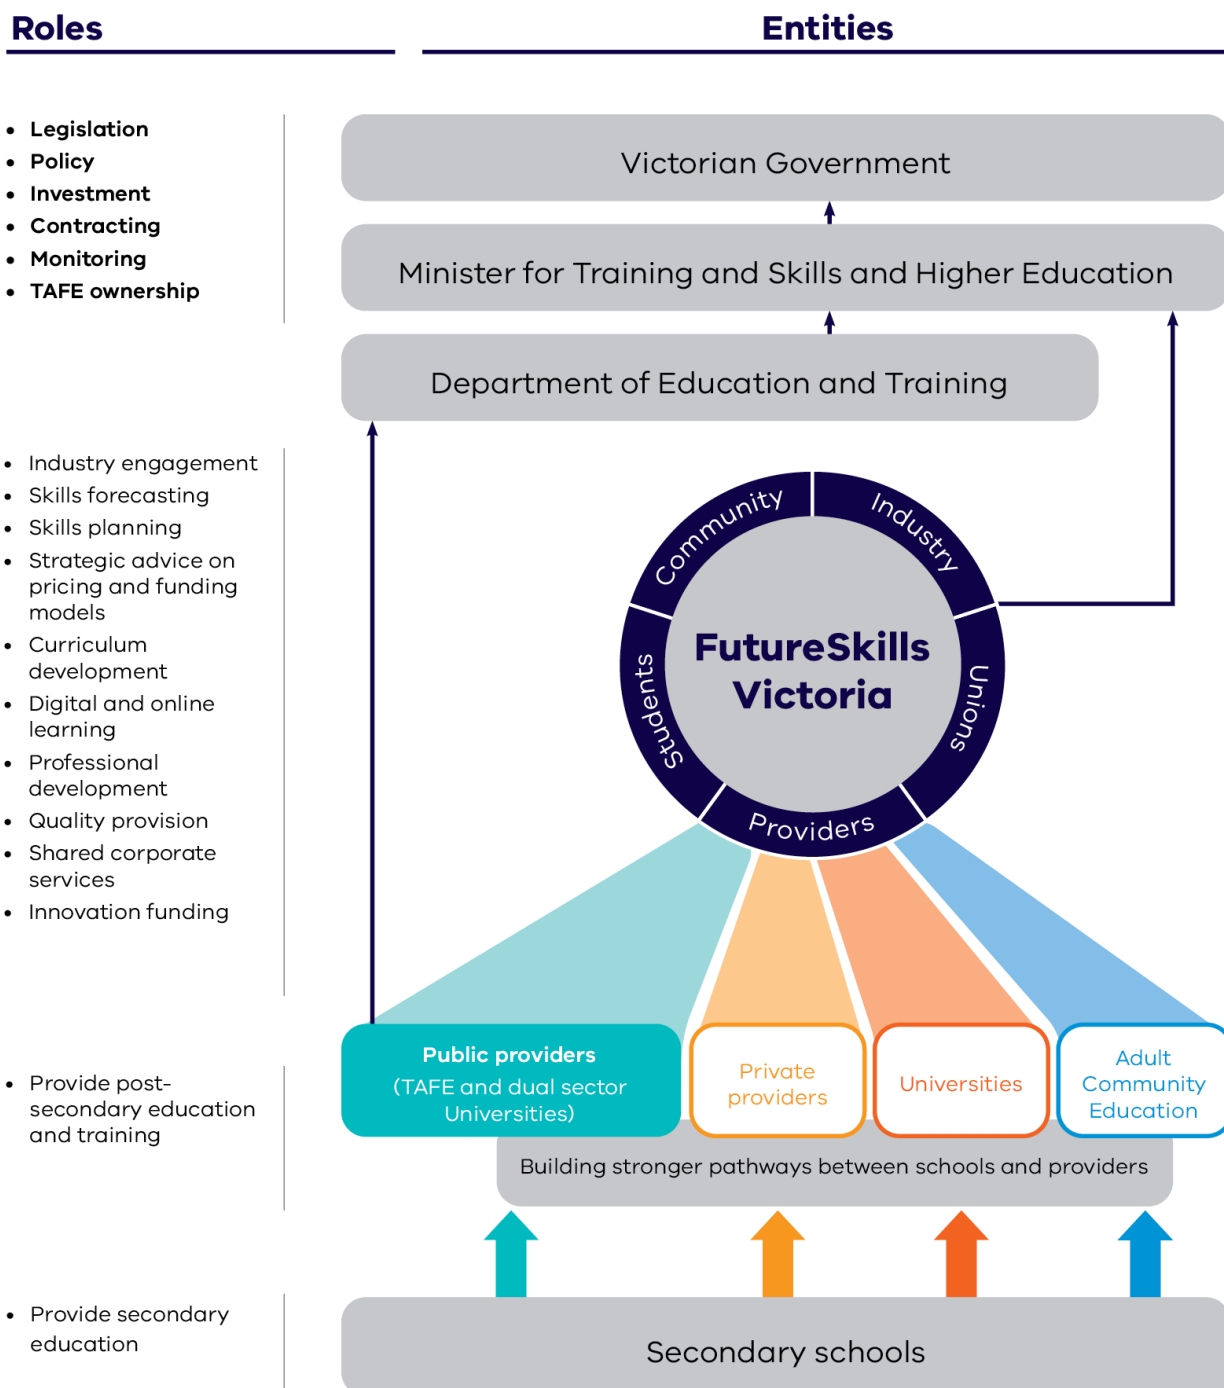 Roles
Entities
• Legislation
• Policy
• Investment
• Contracting
• Monitoring
• TAFE ownership
Victorian Government
Minister for Training and Skills and Higher Education
Department of Education and Training
• Industry engagement
• Skills forecasting
• Skills planning
• Strategic advice on
pricing and funding
models
• Curriculum
development
• Digital and online
learning
• Professional
development
• Quality provision
• Shared corporate
services
• Innovation funding
Community
Industry
Students
Unions
Providers
FutureSkills
Victoria
• Provide post-
secondary education
and training
Public providers
(TAFE and dual sector
Universities)
Private
providers
Universities
Adult
Community
Education
Building stronger pathways between schools and providers
• Provide secondary
education
Secondary schools